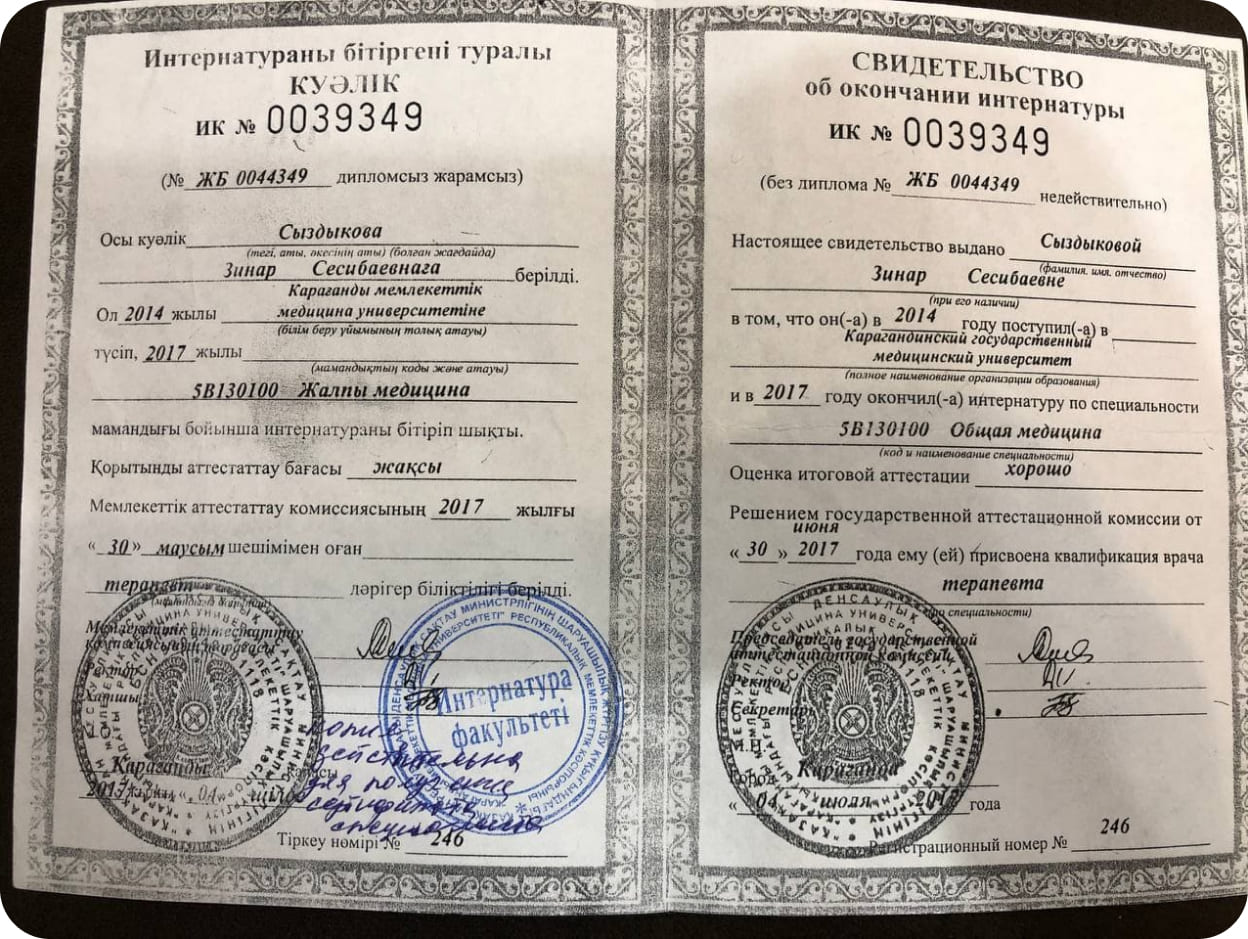 Интернатураны бітіргені туралы
КУӘЛІК
ИК № 0039349
(№ ЖБ 0044349 дипломсыз жарамсыз)
Осы куәлік Сыздыкова
(тегі, аты, әкесінің аты) (болған жағдайда)
Зинар Сесибаевнаға берілді.
Караганды мемлекеттік
Ол 2014 жылы медицина университетіне
(білім беру ұйымының толық атауы)
түсіп, 2017 жылы
(мамандықтың коды және атауы)
5В130100 Жалпы медицина
мамандығы бойынша интернатураны бітіріп шықты.
Қорытынды аттестаттау бағасы жақсы
Мемлекеттік аттестаттау комиссиясының 2017 жылғы
« 30 » маусым шешімімен оған
терапевт дәрігер біліктілігі берілді.
Мемлекеттік аттестаттау
комиссиясының төрағасы
Ректор
Хатшы
Интернатура
факультеті
копия
действительна
для получения
сертификата
специалиста
Караганды қаласы
2017 жылғы « 04 » шілде
Тіркеу нөмірі № 246
СВИДЕТЕЛЬСТВО
об окончании интернатуры
ИК № 0039349
(без диплома № ЖБ 0044349 недействительно)
Настоящее свидетельство выдано Сыздыковой
(фамилия, имя, отчество)
Зинар Сесибаевне
(при его наличии)
в том, что он(-а) в 2014 году поступил(-а) в
Карагандинский государственный
медицинский университет
(полное наименование организации образования)
и в 2017 году окончил(-а) интернатуру по специальности
5В130100 Общая медицина
(код и наименование специальности)
Оценка итоговой аттестации хорошо
Решением государственной аттестационной комиссии от
июня
« 30 » 2017 года ему (ей) присвоена квалификация врача
терапевта
(по специальности)
Председатель государственной
аттестационной комиссии
Ректор
Секретарь
М.П.
город Караганда
« 04 » июля 2017 года
Регистрационный номер № 246